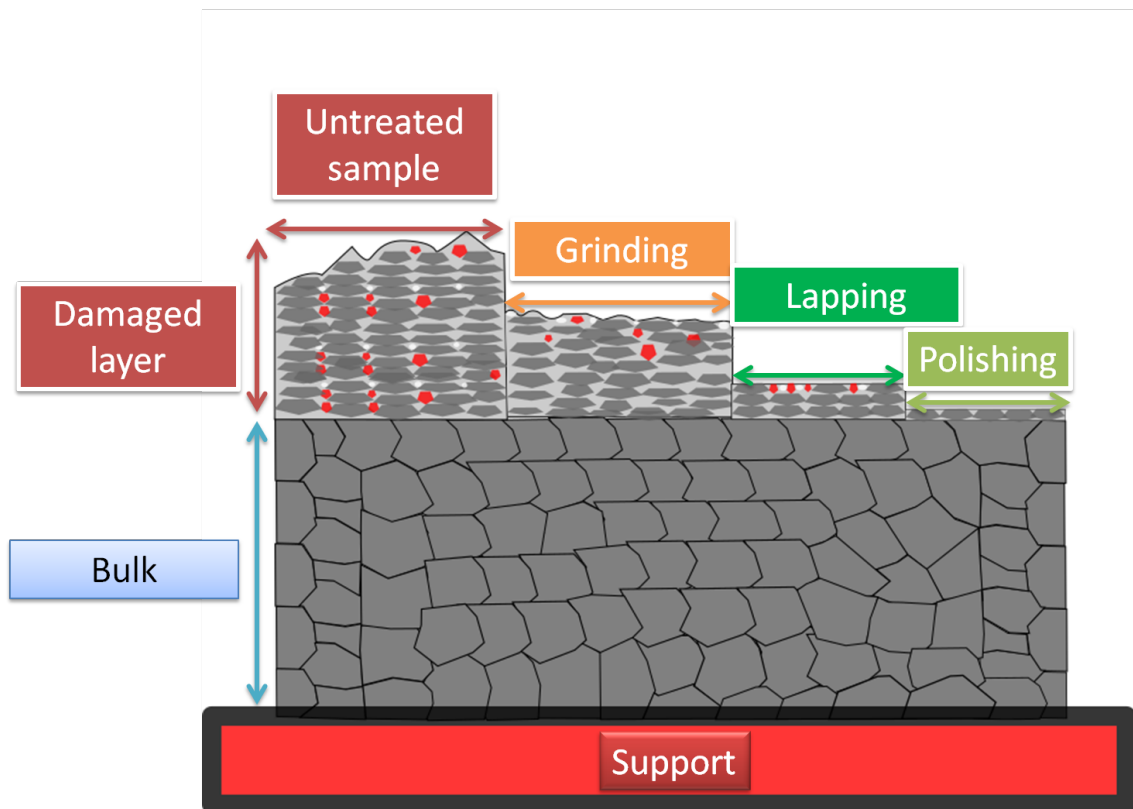 Untreated
sample
Grinding
Lapping
Damaged
layer
Polishing
Bulk
Support